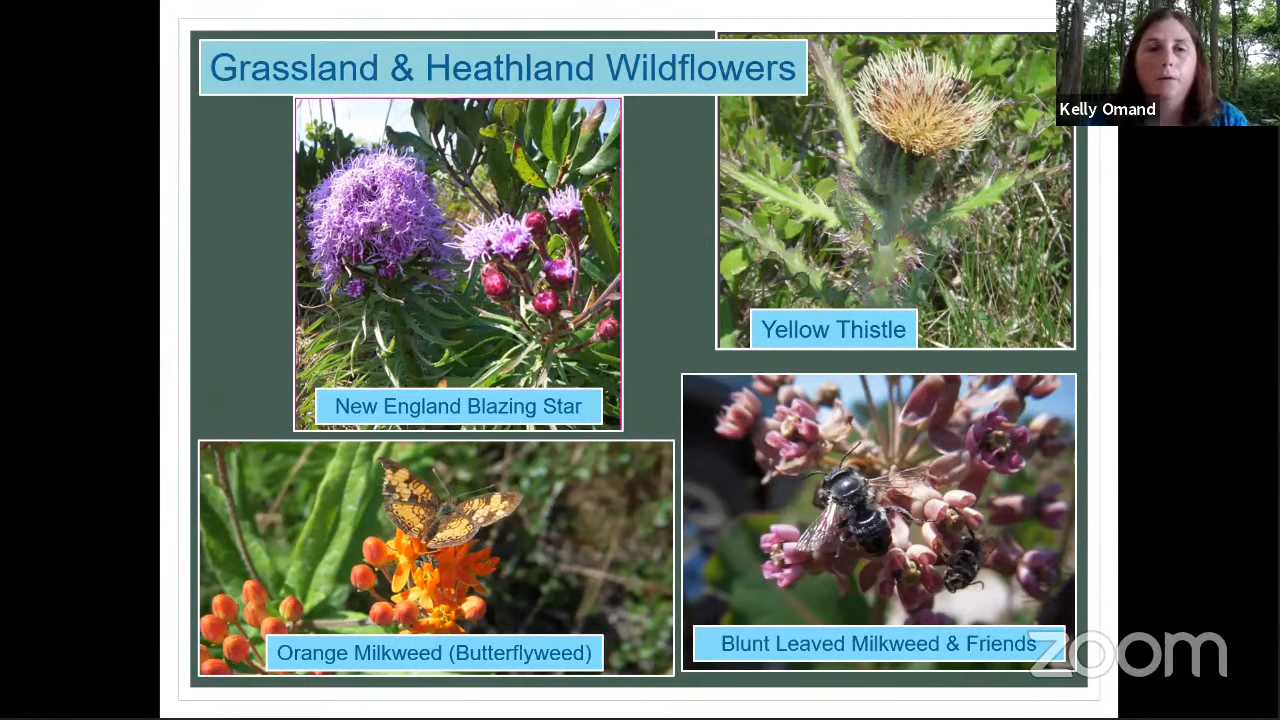 Grassland & Heathland Wildflowers
Kelly Omand
Yellow Thistle
New England Blazing Star
Orange Milkweed (Butterflyweed)
Blunt Leaved Milkweed & Friends
zoom